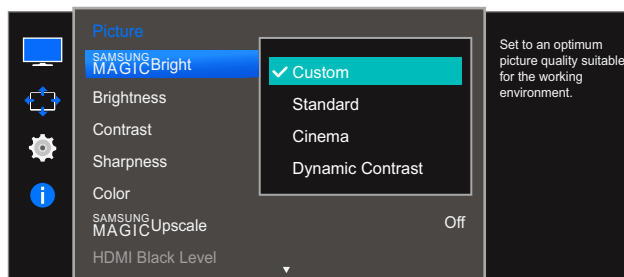 Picture
SAMSUNG
MAGICBright
Brightness
Contrast
Sharpness
Color
SAMSUNG
MAGICUpscale
Off
HDMI Black Level
Custom
Standard
Cinema
Dynamic Contrast
Set to an optimum
picture quality suitable
for the working
environment.